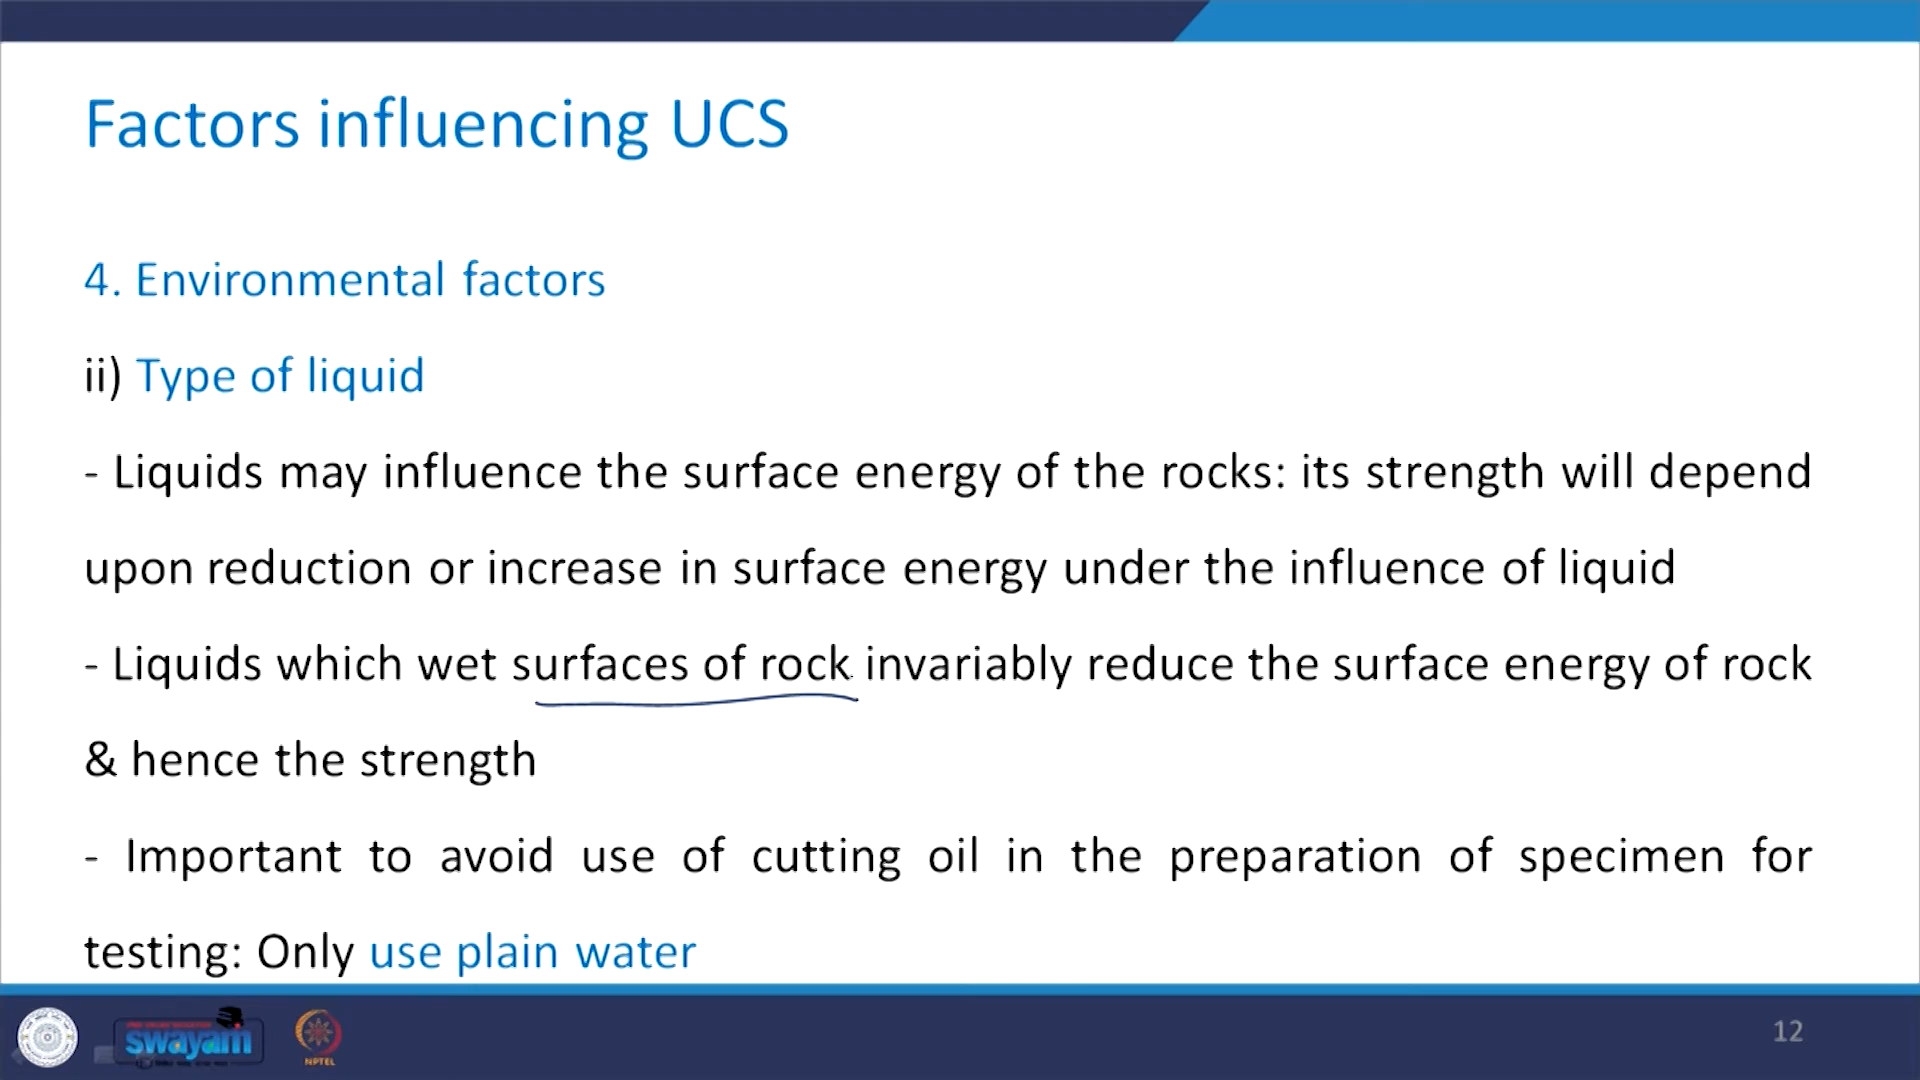 Factors influencing UCS
4. Environmental factors
ii) Type of liquid
- Liquids may influence the surface energy of the rocks: its strength will depend
upon reduction or increase in surface energy under the influence of liquid
- Liquids which wet surfaces of rock invariably reduce the surface energy of rock
& hence the strength
- Important to avoid use of cutting oil in the preparation of specimen for
testing: Only use plain water
swayam
NPTEL
12